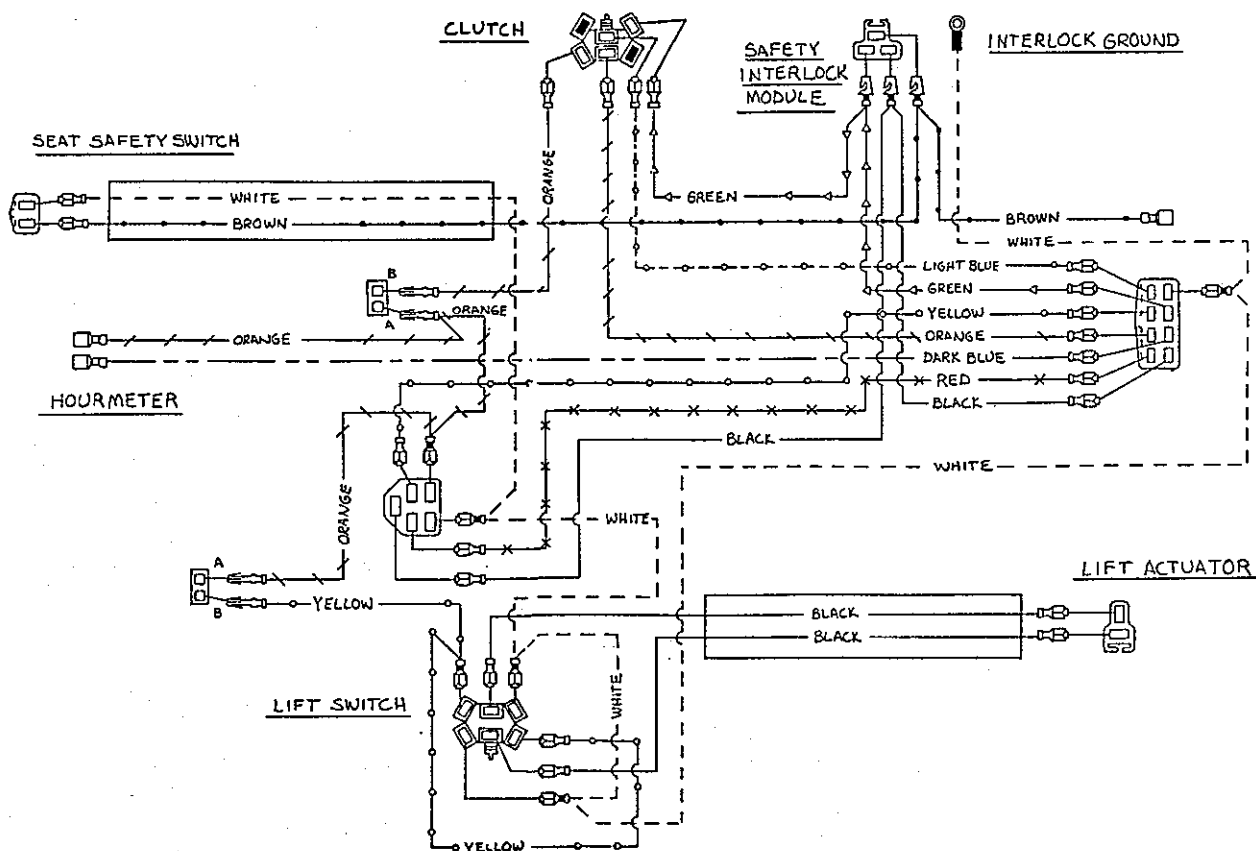 CLUTCH
SAFETY
INTERLOCK
MODULE
INTERLOCK GROUND
SEAT SAFETY SWITCH
WHITE
BROWN
ORANGE
GREEN
BROWN
WHITE
B
A
ORANGE
ORANGE
LIGHT BLUE
GREEN
YELLOW
ORANGE
DARK BLUE
RED
BLACK
HOURMETER
BLACK
WHITE
ORANGE
WHITE
A
B
YELLOW
LIFT ACTUATOR
BLACK
BLACK
LIFT SWITCH
WHITE
YELLOW